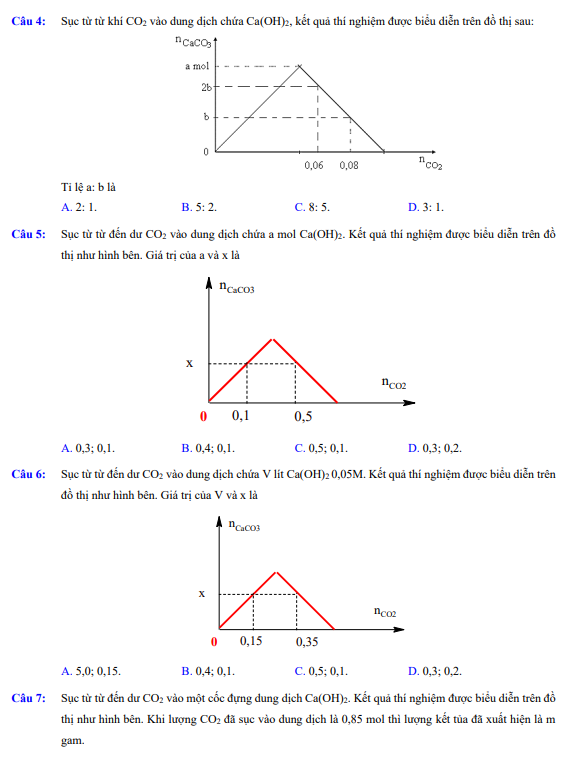 Câu 4: Sục từ từ khí CO₂ vào dung dịch chứa Ca(OH)₂, kết quả thí nghiệm được biểu diễn trên đồ thị sau:
nCaCO₃
a mol
2b
b
0
0,06 0,08 nCO₂
Tỉ lệ a: b là
A. 2: 1. B. 5: 2. C. 8: 5. D. 3: 1.
Câu 5: Sục từ từ đến dư CO₂ vào dung dịch chứa a mol Ca(OH)₂. Kết quả thí nghiệm được biểu diễn trên đồ
thị như hình bên. Giá trị của a và x là
nCaCO3
x
nCO2
0 0,1 0,5
A. 0,3; 0,1. B. 0,4; 0,1. C. 0,5; 0,1. D. 0,3; 0,2.
Câu 6: Sục từ từ đến dư CO₂ vào dung dịch chứa V lít Ca(OH)₂ 0,05M. Kết quả thí nghiệm được biểu diễn trên
đồ thị như hình bên. Giá trị của V và x là
nCaCO3
x
nCO2
0 0,15 0,35
A. 5,0; 0,15. B. 0,4; 0,1. C. 0,5; 0,1. D. 0,3; 0,2.
Câu 7: Sục từ từ đến dư CO₂ vào một cốc đựng dung dịch Ca(OH)₂. Kết quả thí nghiệm được biểu diễn trên đồ
thị như hình bên. Khi lượng CO₂ đã sục vào dung dịch là 0,85 mol thì lượng kết tủa đã xuất hiện là m
gam.